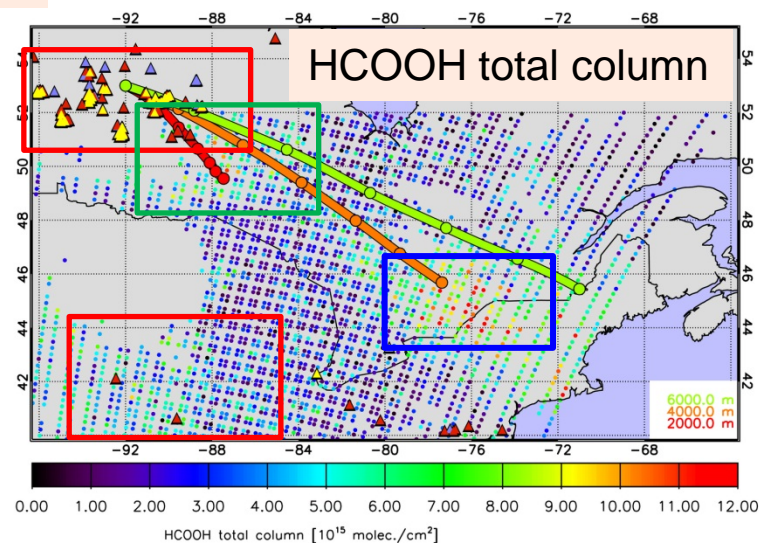 HCOOH total column
−92 −88 −84 −80 −76 −72 −68
54 54
52 52
50 50
48 48
46 46
44 44
42 42
6000.0 m
4000.0 m
2000.0 m
−92 −88 −84 −80 −76 −72 −68
0.00 1.00 2.00 3.00 4.00 5.00 6.00 7.00 8.00 9.00 10.00 11.00 12.00
HCOOH total column [10¹⁵ molec./cm²]